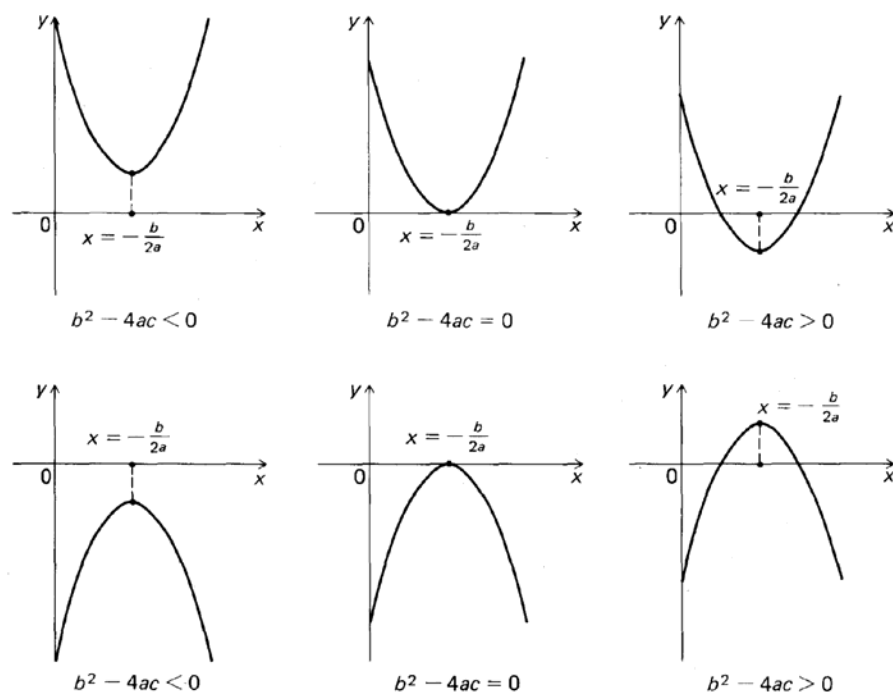 y
0
x
x = − b/2a
b² − 4ac < 0
y
0
x
x = − b/2a
b² − 4ac = 0
y
x = − b/2a
0
x
b² − 4ac > 0
y
x = − b/2a
0
x
b² − 4ac < 0
y
x = − b/2a
0
x
b² − 4ac = 0
y
x = − b/2a
0
x
b² − 4ac > 0